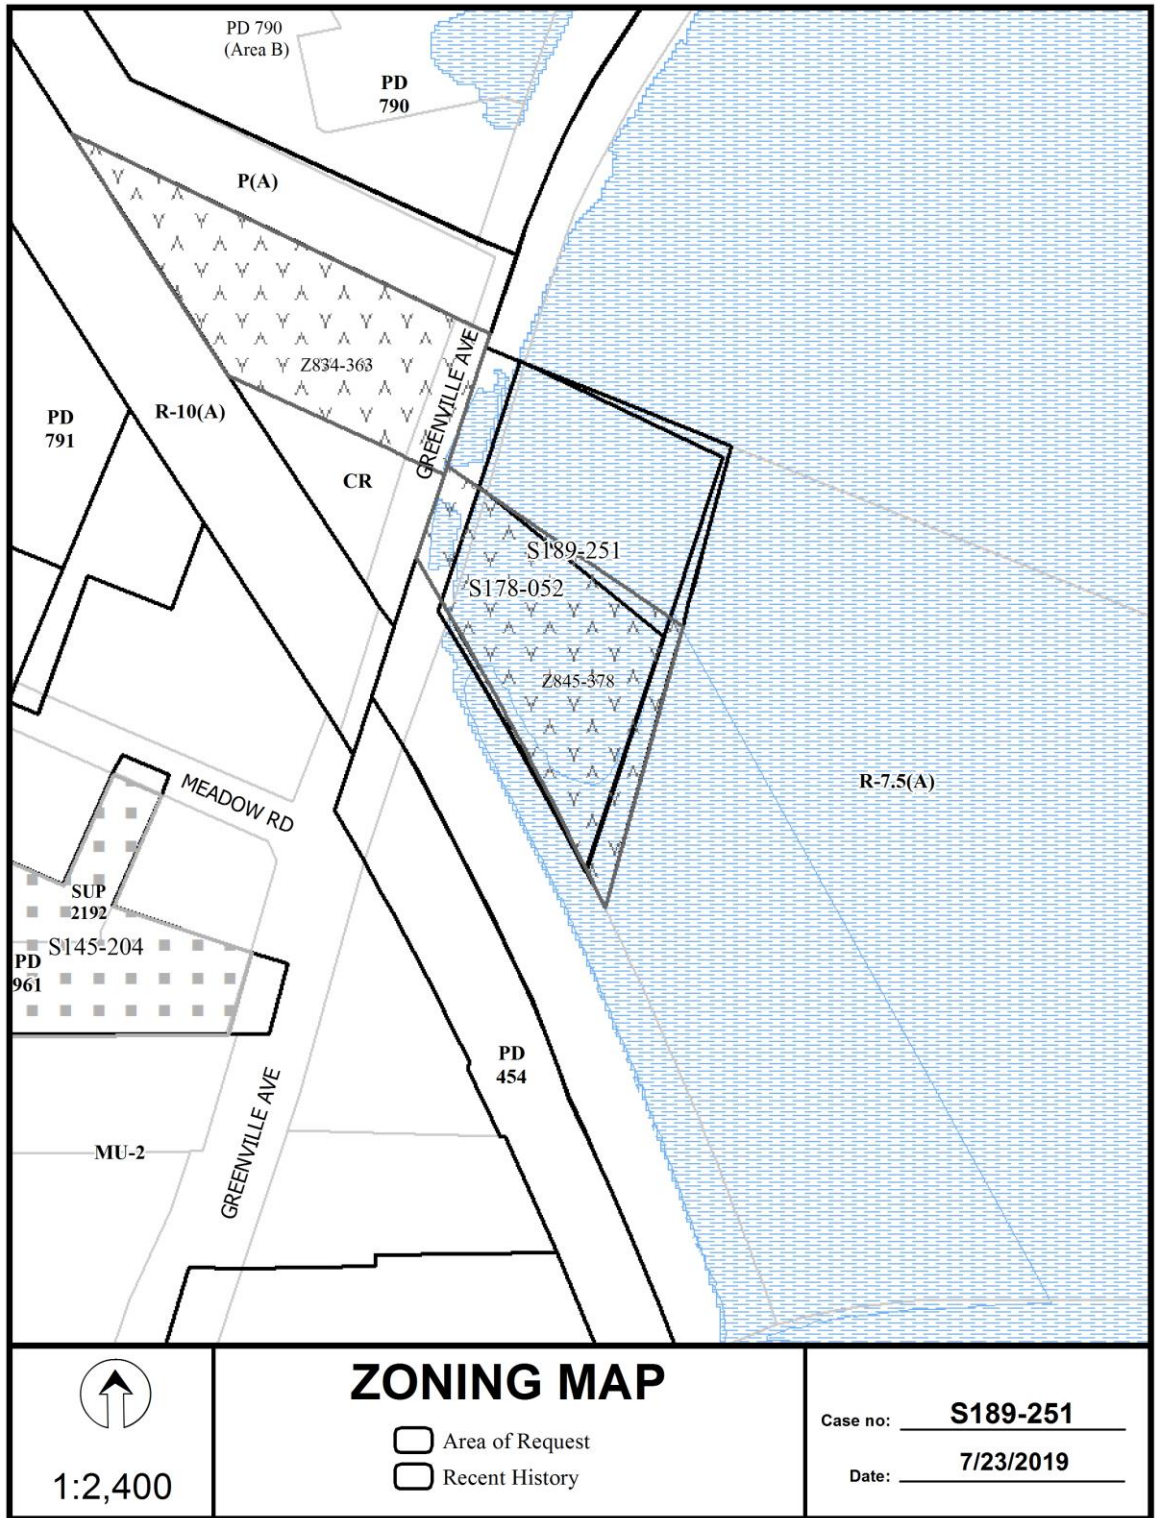 PD 790
(Area B)
PD
790
P(A)
Z834-363
GREENVILLE AVE
R-10(A)
PD
791
CR
S189-251
S178-052
Z845-378
R-7.5(A)
MEADOW RD
SUP
2192
S145-204
PD
961
PD
454
MU-2
GREENVILLE AVE
1:2,400
ZONING MAP
Area of Request
Recent History
Case no: S189-251
Date: 7/23/2019